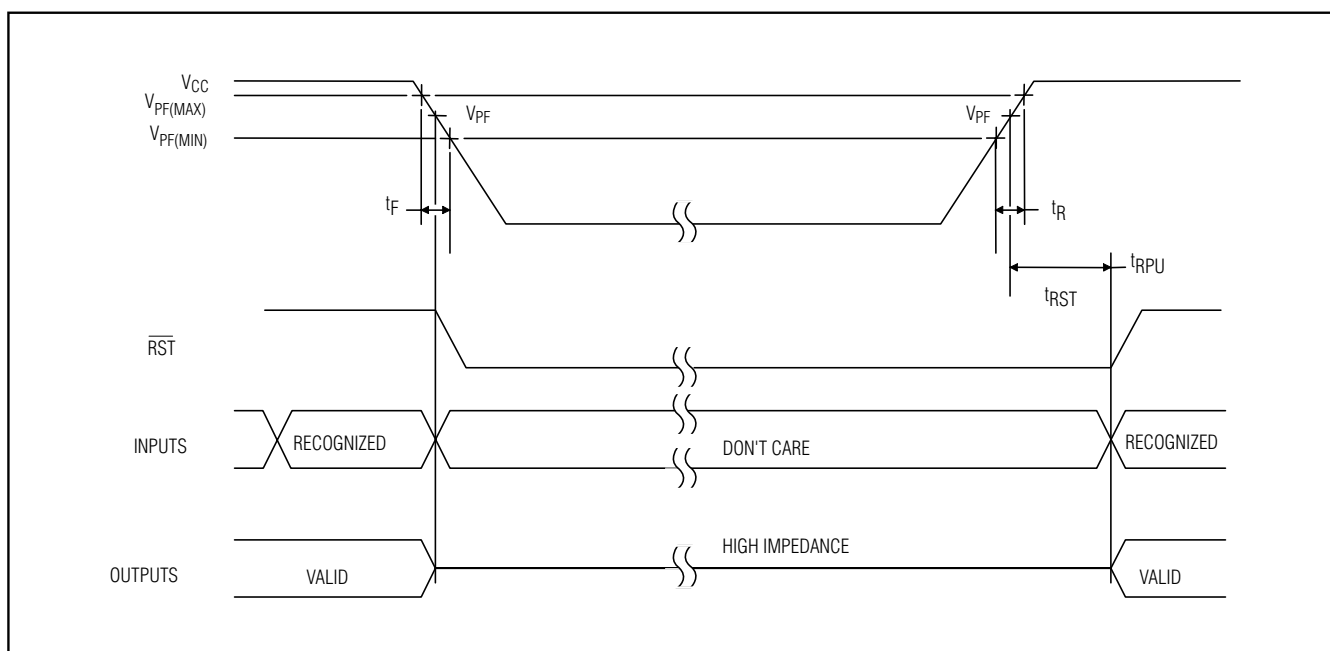 VCC
VPF(MAX)
VPF VPF
VPF(MIN)
tF tR
tRPU
tRST
RST
INPUTS RECOGNIZED DON'T CARE RECOGNIZED
HIGH IMPEDANCE
OUTPUTS VALID VALID